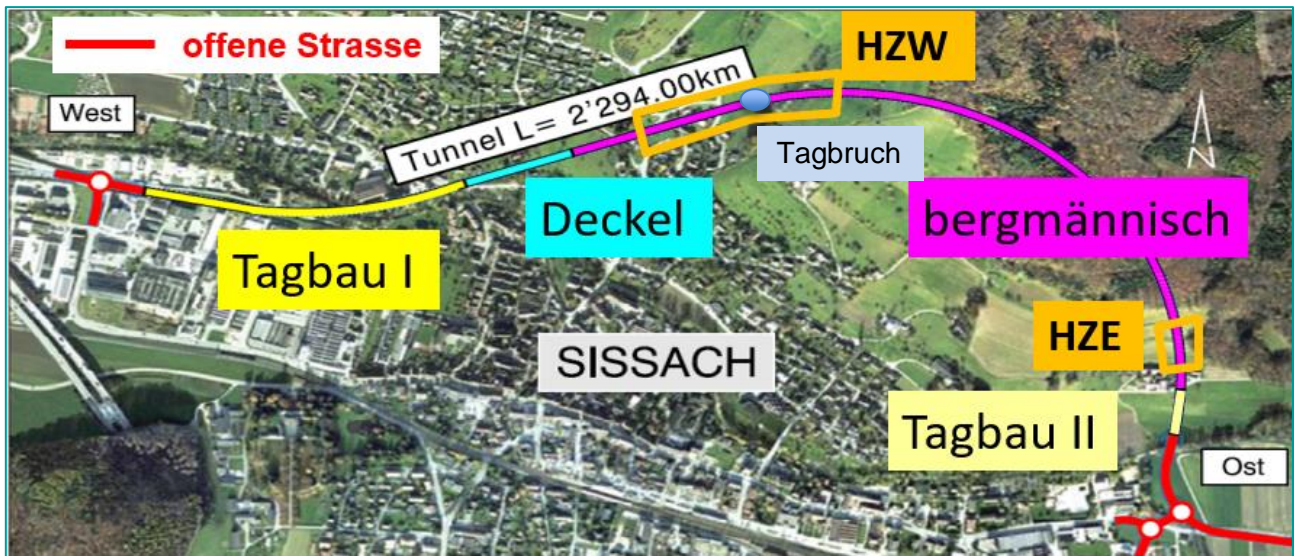 offene Strasse
HZW
West
Tunnel L= 2'294.00km
Tagbruch
Deckel
bergmännisch
Tagbau I
HZE
SISSACH
Tagbau II
Ost
N